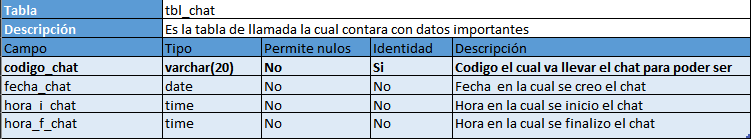 Tabla tbl_chat
Descripción Es la tabla de llamada la cual contara con datos importantes
Campo Tipo Permite nulos Identidad Descripción
codigo_chat varchar(20) No Si Codigo el cual va llevar el chat para poder ser
fecha_chat date No No Fecha en la cual se creo el chat
hora_i_chat time No No Hora en la cual se inicio el chat
hora_f_chat time No No Hora en la cual se finalizo el chat